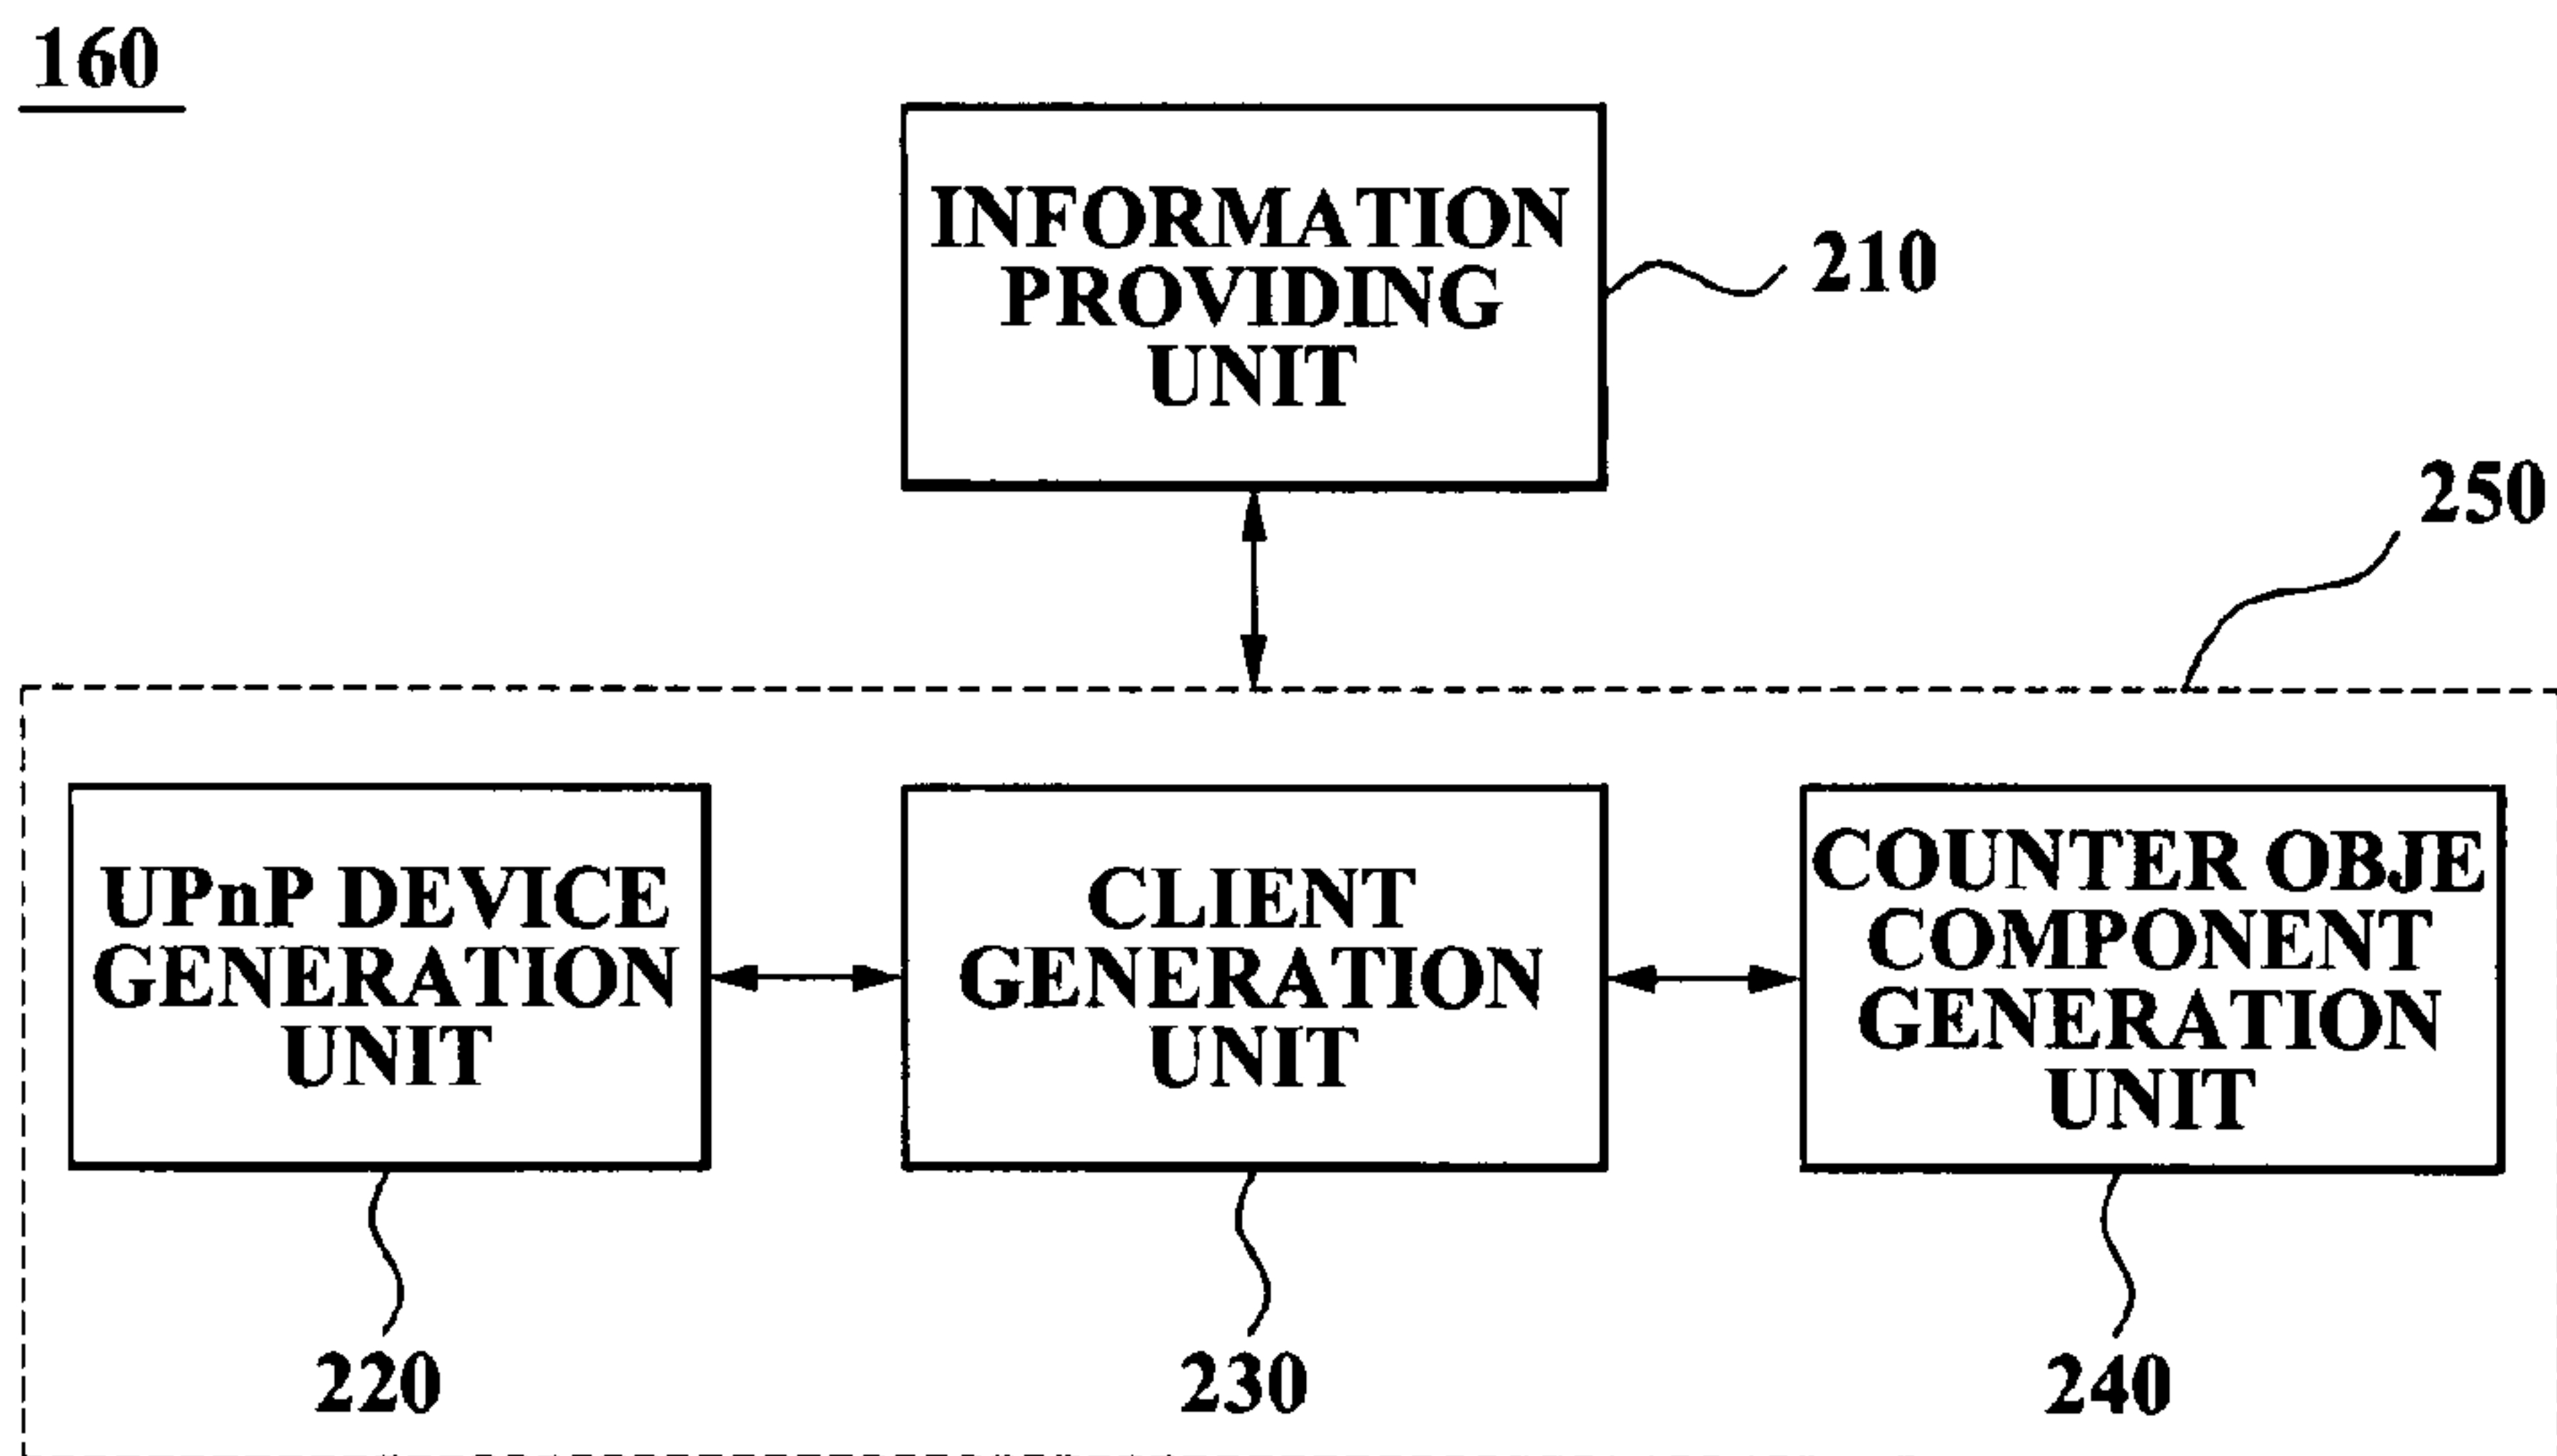 160
INFORMATION
PROVIDING
UNIT
210
250
UPnP DEVICE
GENERATION
UNIT
CLIENT
GENERATION
UNIT
COUNTER OBJE
COMPONENT
GENERATION
UNIT
220
230
240